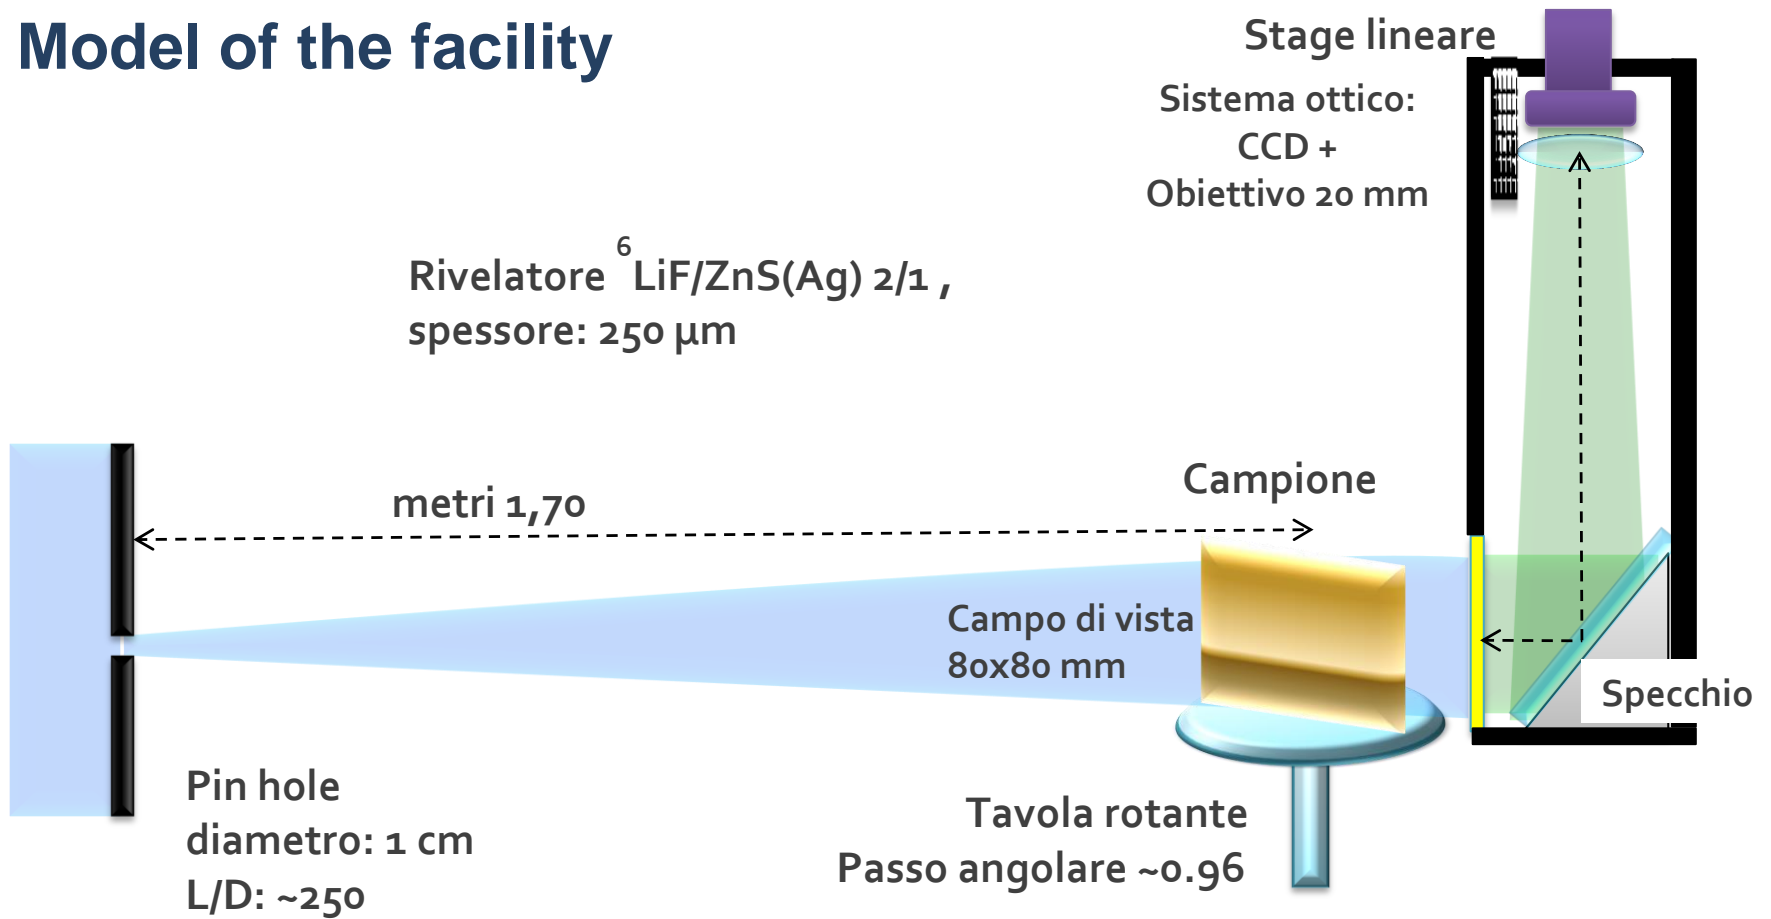 Model of the facility
Stage lineare
Sistema ottico:
CCD +
Obiettivo 20 mm
Rivelatore ⁶LiF/ZnS(Ag) 2/1 ,
spessore: 250 μm
metri 1,70
Campione
Campo di vista
80x80 mm
Specchio
Pin hole
diametro: 1 cm
L/D: ~250
Tavola rotante
Passo angolare ~0.96